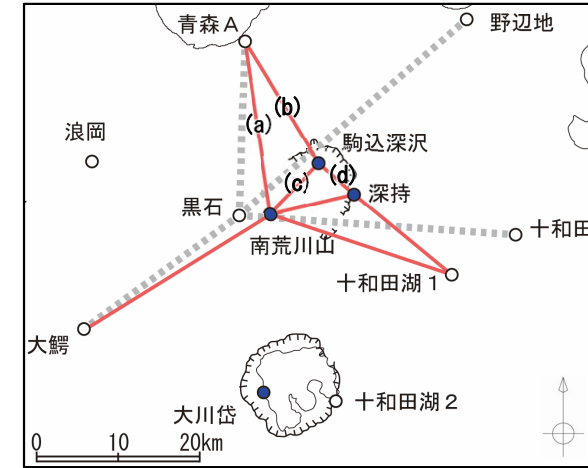 青森A
野辺地
(b)
(a)
浪岡
駒込深沢
(c)
(d)
深持
黒石
十和田
南荒川山
十和田湖1
大鰐
大川岱
十和田湖2
0 10 20km